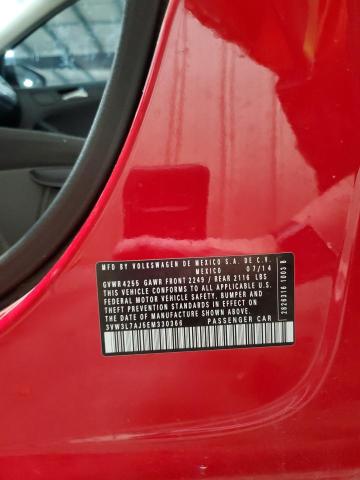 MFD. BY VOLKSWAGEN DE MEXICO S.A. DE C.V.
MEXICO 07/14
GVWR 4255 GAWR FRONT 2249 / REAR 2116 LBS
THIS VEHICLE CONFORMS TO ALL APPLICABLE U.S.
FEDERAL MOTOR VEHICLE SAFETY, BUMPER AND
THEFT PREVENTION STANDARDS IN EFFECT ON THE
DATE OF MANUFACTURE SHOWN ABOVE.
3VW3L7AJ5EM330366 PASSENGER CAR
2020316 1003 B